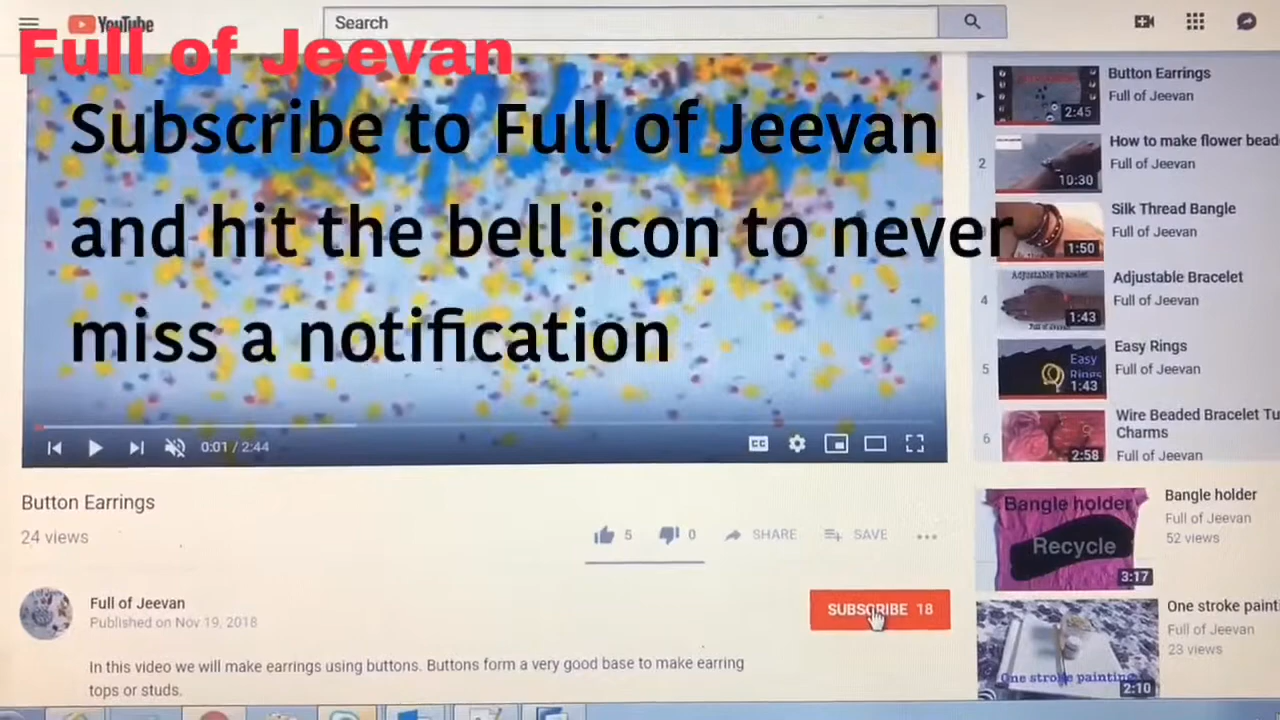 YouTube
Search
Full of Jeevan
Subscribe to Full of Jeevan
and hit the bell icon to never
miss a notification
0:01 / 2:44
CC
Button Earrings
24 views
5
0
SHARE
SAVE
Full of Jeevan
Published on Nov 19, 2018
SUBSCRIBE 18
In this video we will make earrings using buttons. Buttons form a very good base to make earring
tops or studs.
Button Earrings
Full of Jeevan
2:45
2
How to make flower bead
Full of Jeevan
10:30
Silk Thread Bangle
Full of Jeevan
1:50
4
Adjustable bracelet
Adjustable Bracelet
Full of Jeevan
1:43
5
Easy
Rings
Easy Rings
Full of Jeevan
1:43
6
Wire Beaded Bracelet Tu
Charms
Full of Jeevan
2:58
Bangle holder
Recycle
3:17
Bangle holder
Full of Jeevan
52 views
One stroke painting
2:10
One stroke painti
Full of Jeevan
23 views